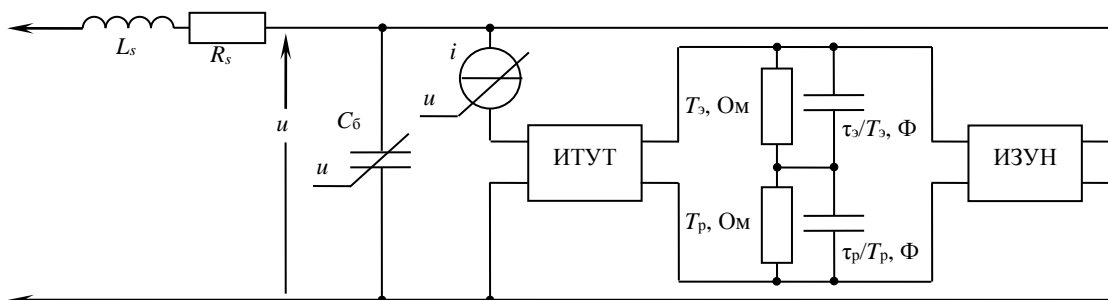 Ls
Rs
u
Cб
u
i
u
ИТУТ
Tэ, Ом
τэ/Tэ, Ф
Tр, Ом
τр/Tр, Ф
ИЗУН